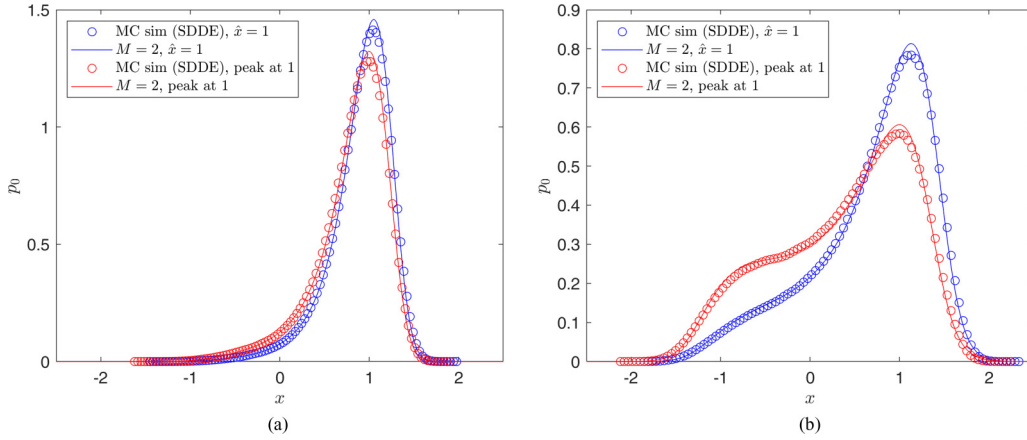 1.5
1
0.5
0
p₀
MC sim (SDDE), x̂ = 1
M = 2, x̂ = 1
MC sim (SDDE), peak at 1
M = 2, peak at 1
-2 -1 0 1 2
x
(a)
0.9
0.8
0.7
0.6
0.5
0.4
0.3
0.2
0.1
0
p₀
MC sim (SDDE), x̂ = 1
M = 2, x̂ = 1
MC sim (SDDE), peak at 1
M = 2, peak at 1
-2 -1 0 1 2
x
(b)